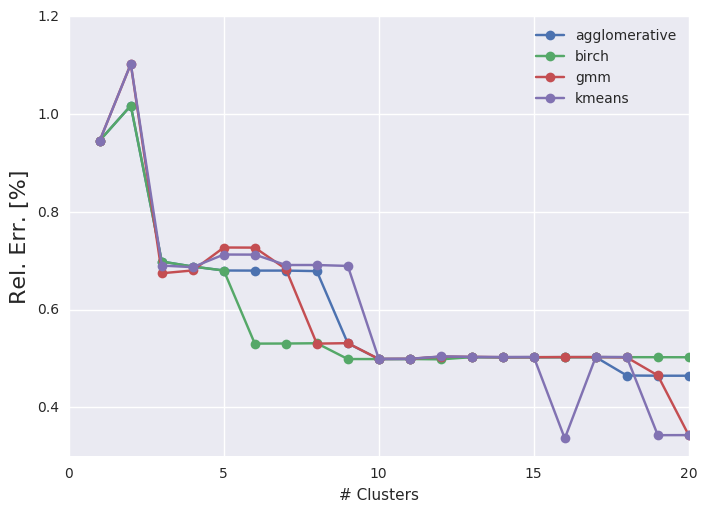 1.2
1.0
0.8
0.6
0.4
Rel. Err. [%]
agglomerative
birch
gmm
kmeans
0 5 10 15 20
# Clusters